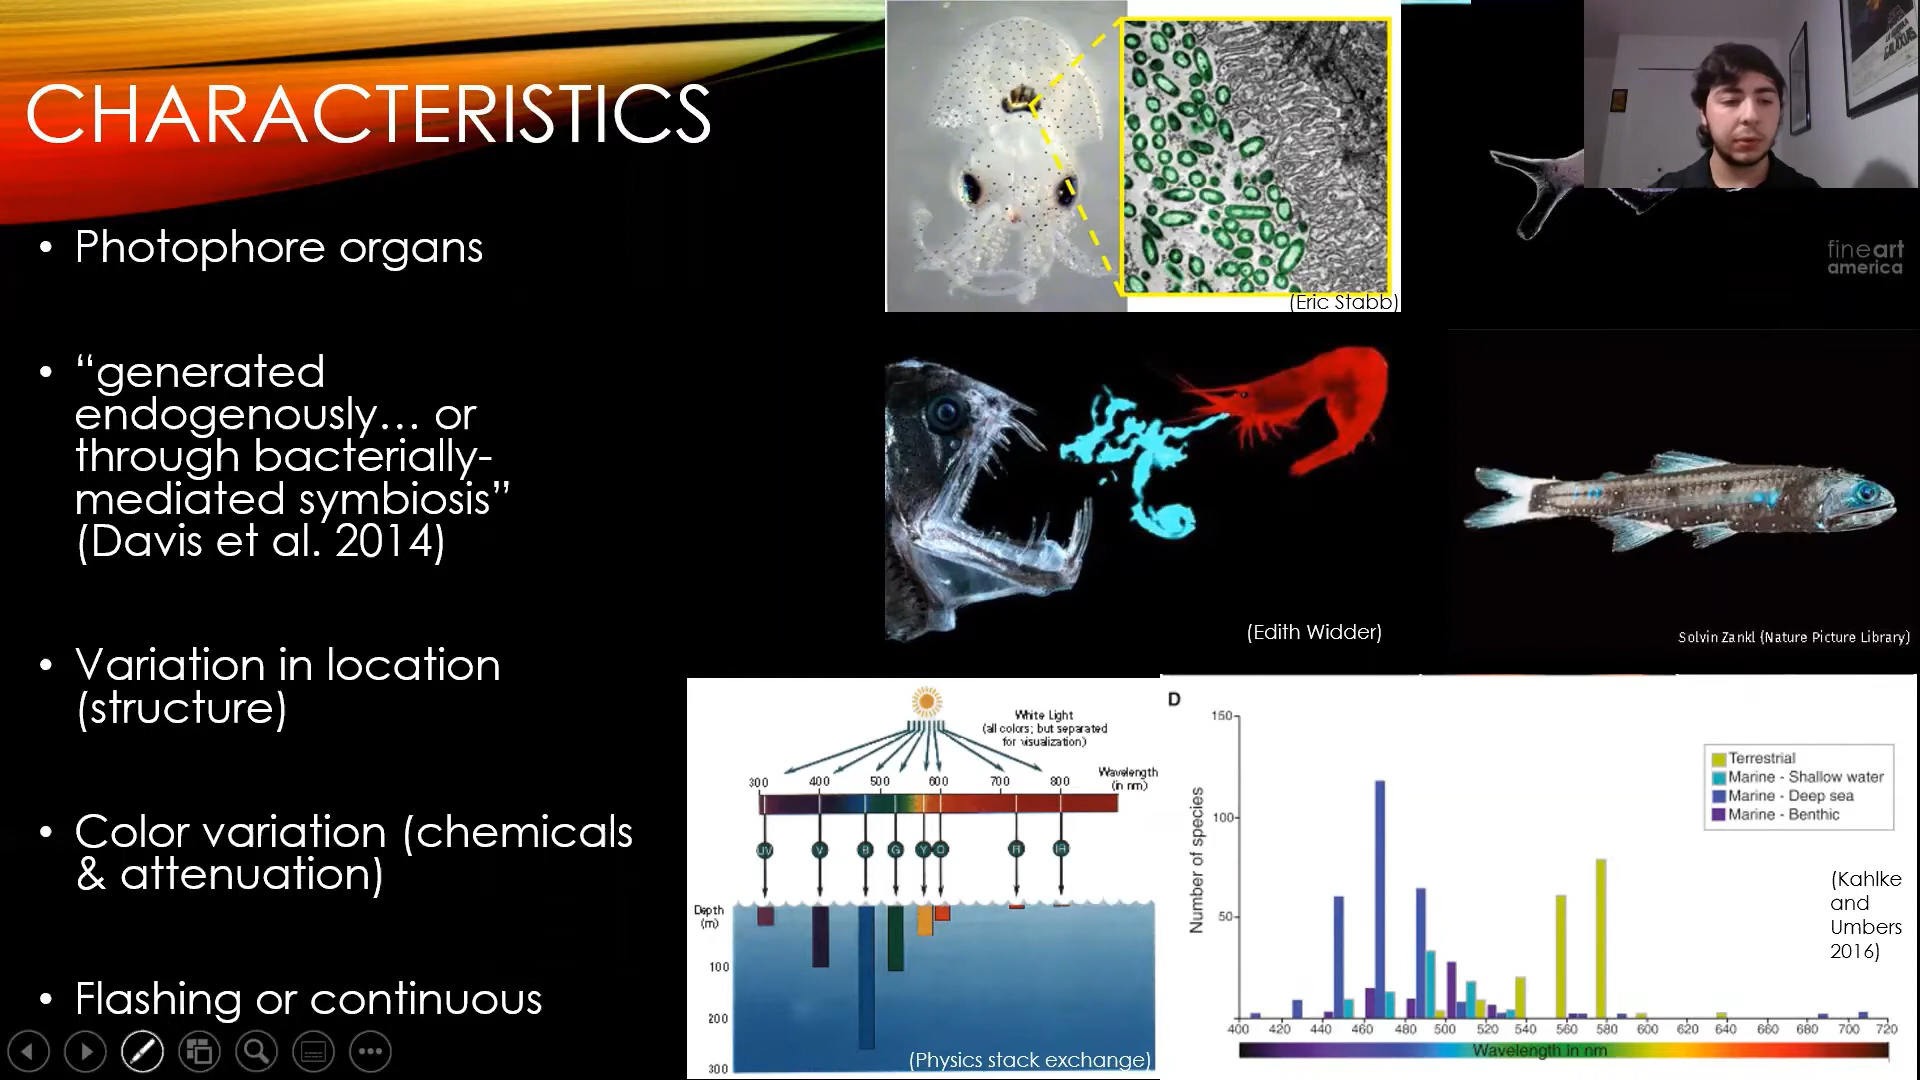 CHARACTERISTICS
• Photophore organs
• “generated
endogenously… or
through bacterially-
mediated symbiosis”
(Davis et al. 2014)
• Variation in location
(structure)
• Color variation (chemicals
& attenuation)
• Flashing or continuous
(Eric Stabb)
fineart
america
(Edith Widder)
Solvin Zankl (Nature Picture Library)
White Light
(all colors; but separated
for visualization)
300 400 500 600 700 800
Wavelength
(in nm)
UV V B G Y O R IR
Depth
(m)
100
200
300
(Physics stack exchange)
D
150
100
50
Number of species
Terrestrial
Marine - Shallow water
Marine - Deep sea
Marine - Benthic
(Kahlke
and
Umbers
2016)
400 420 440 460 480 500 520 540 560 580 600 620 640 660 680 700 720
Wavelength in nm